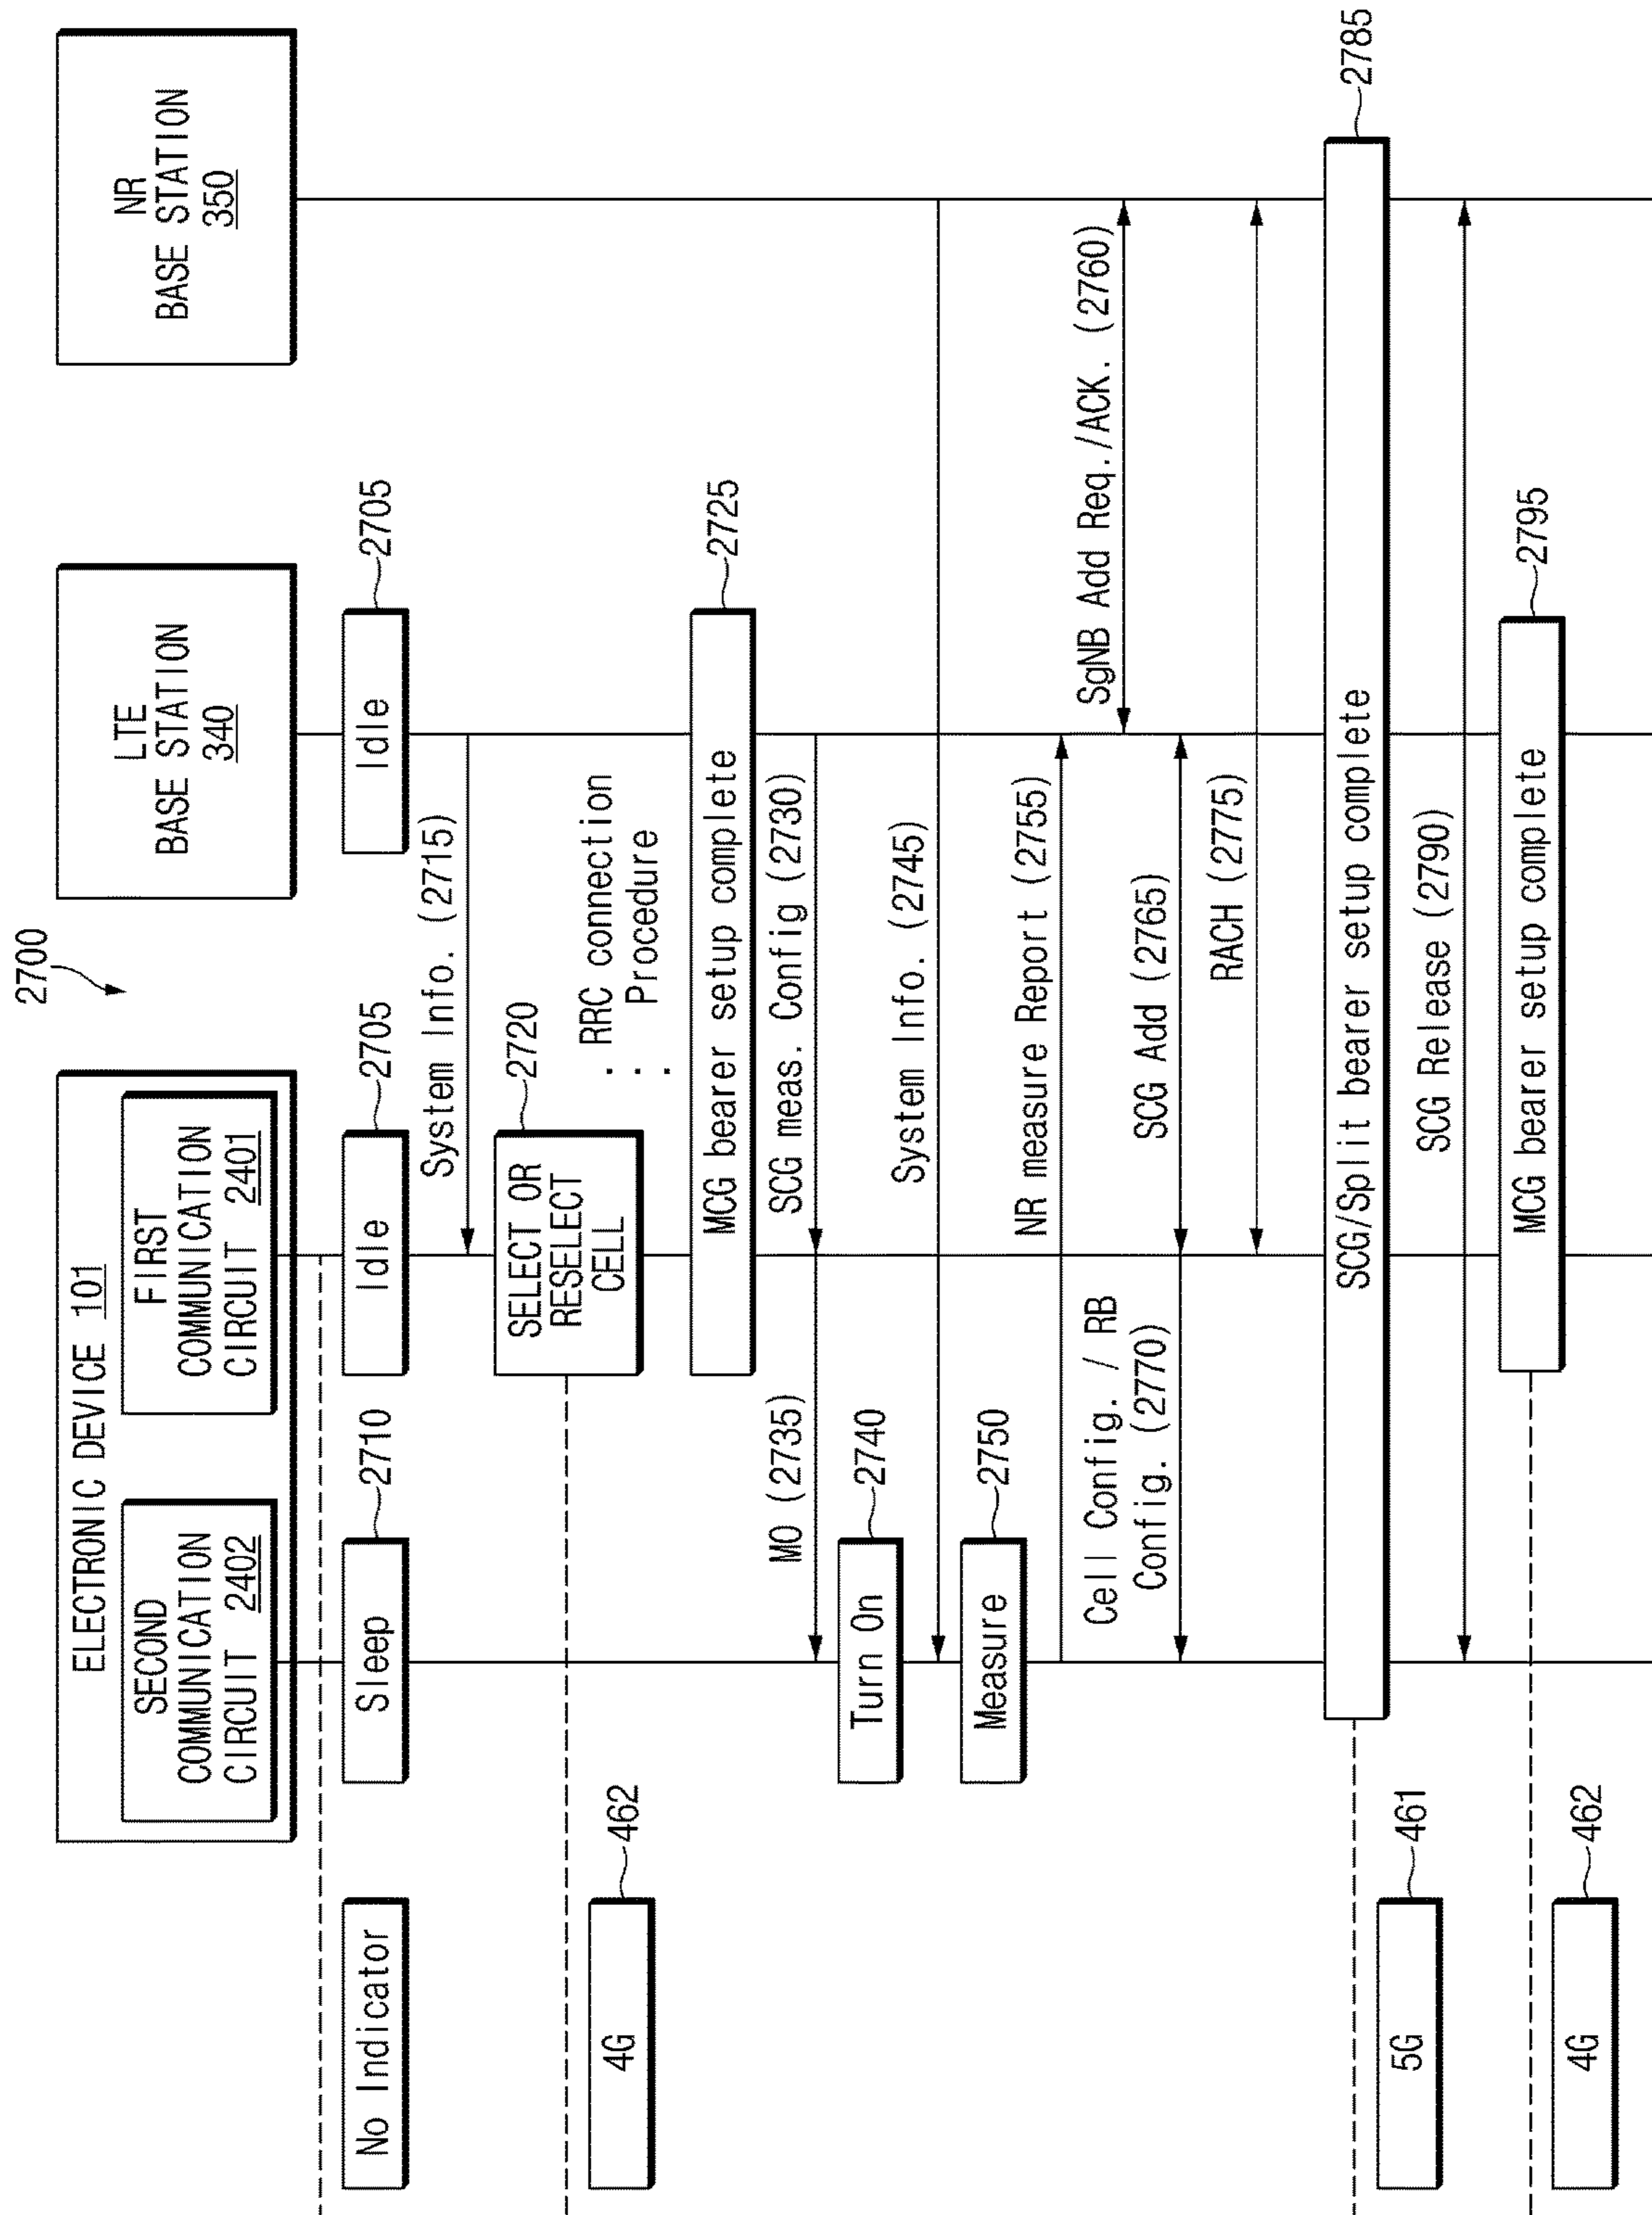 2700
ELECTRONIC DEVICE 101
SECOND
COMMUNICATION
CIRCUIT 2402
FIRST
COMMUNICATION
CIRCUIT 2401
LTE
BASE STATION
340
NR
BASE STATION
350
No Indicator
Sleep
2710
Idle
2705
Idle
2705
System Info. (2715)
SELECT OR
RESELECT
CELL
2720
4G
462
: RRC connection
: Procedure
MCG bearer setup complete
2725
SCG meas. Config (2730)
MO (2735)
Turn On
2740
System Info. (2745)
Measure
2750
NR measure Report (2755)
SgNB Add Req./ACK. (2760)
SCG Add (2765)
Cell Config. / RB
Config. (2770)
RACH (2775)
SCG/Split bearer setup complete
2785
5G
461
SCG Release (2790)
MCG bearer setup complete
2795
4G
462